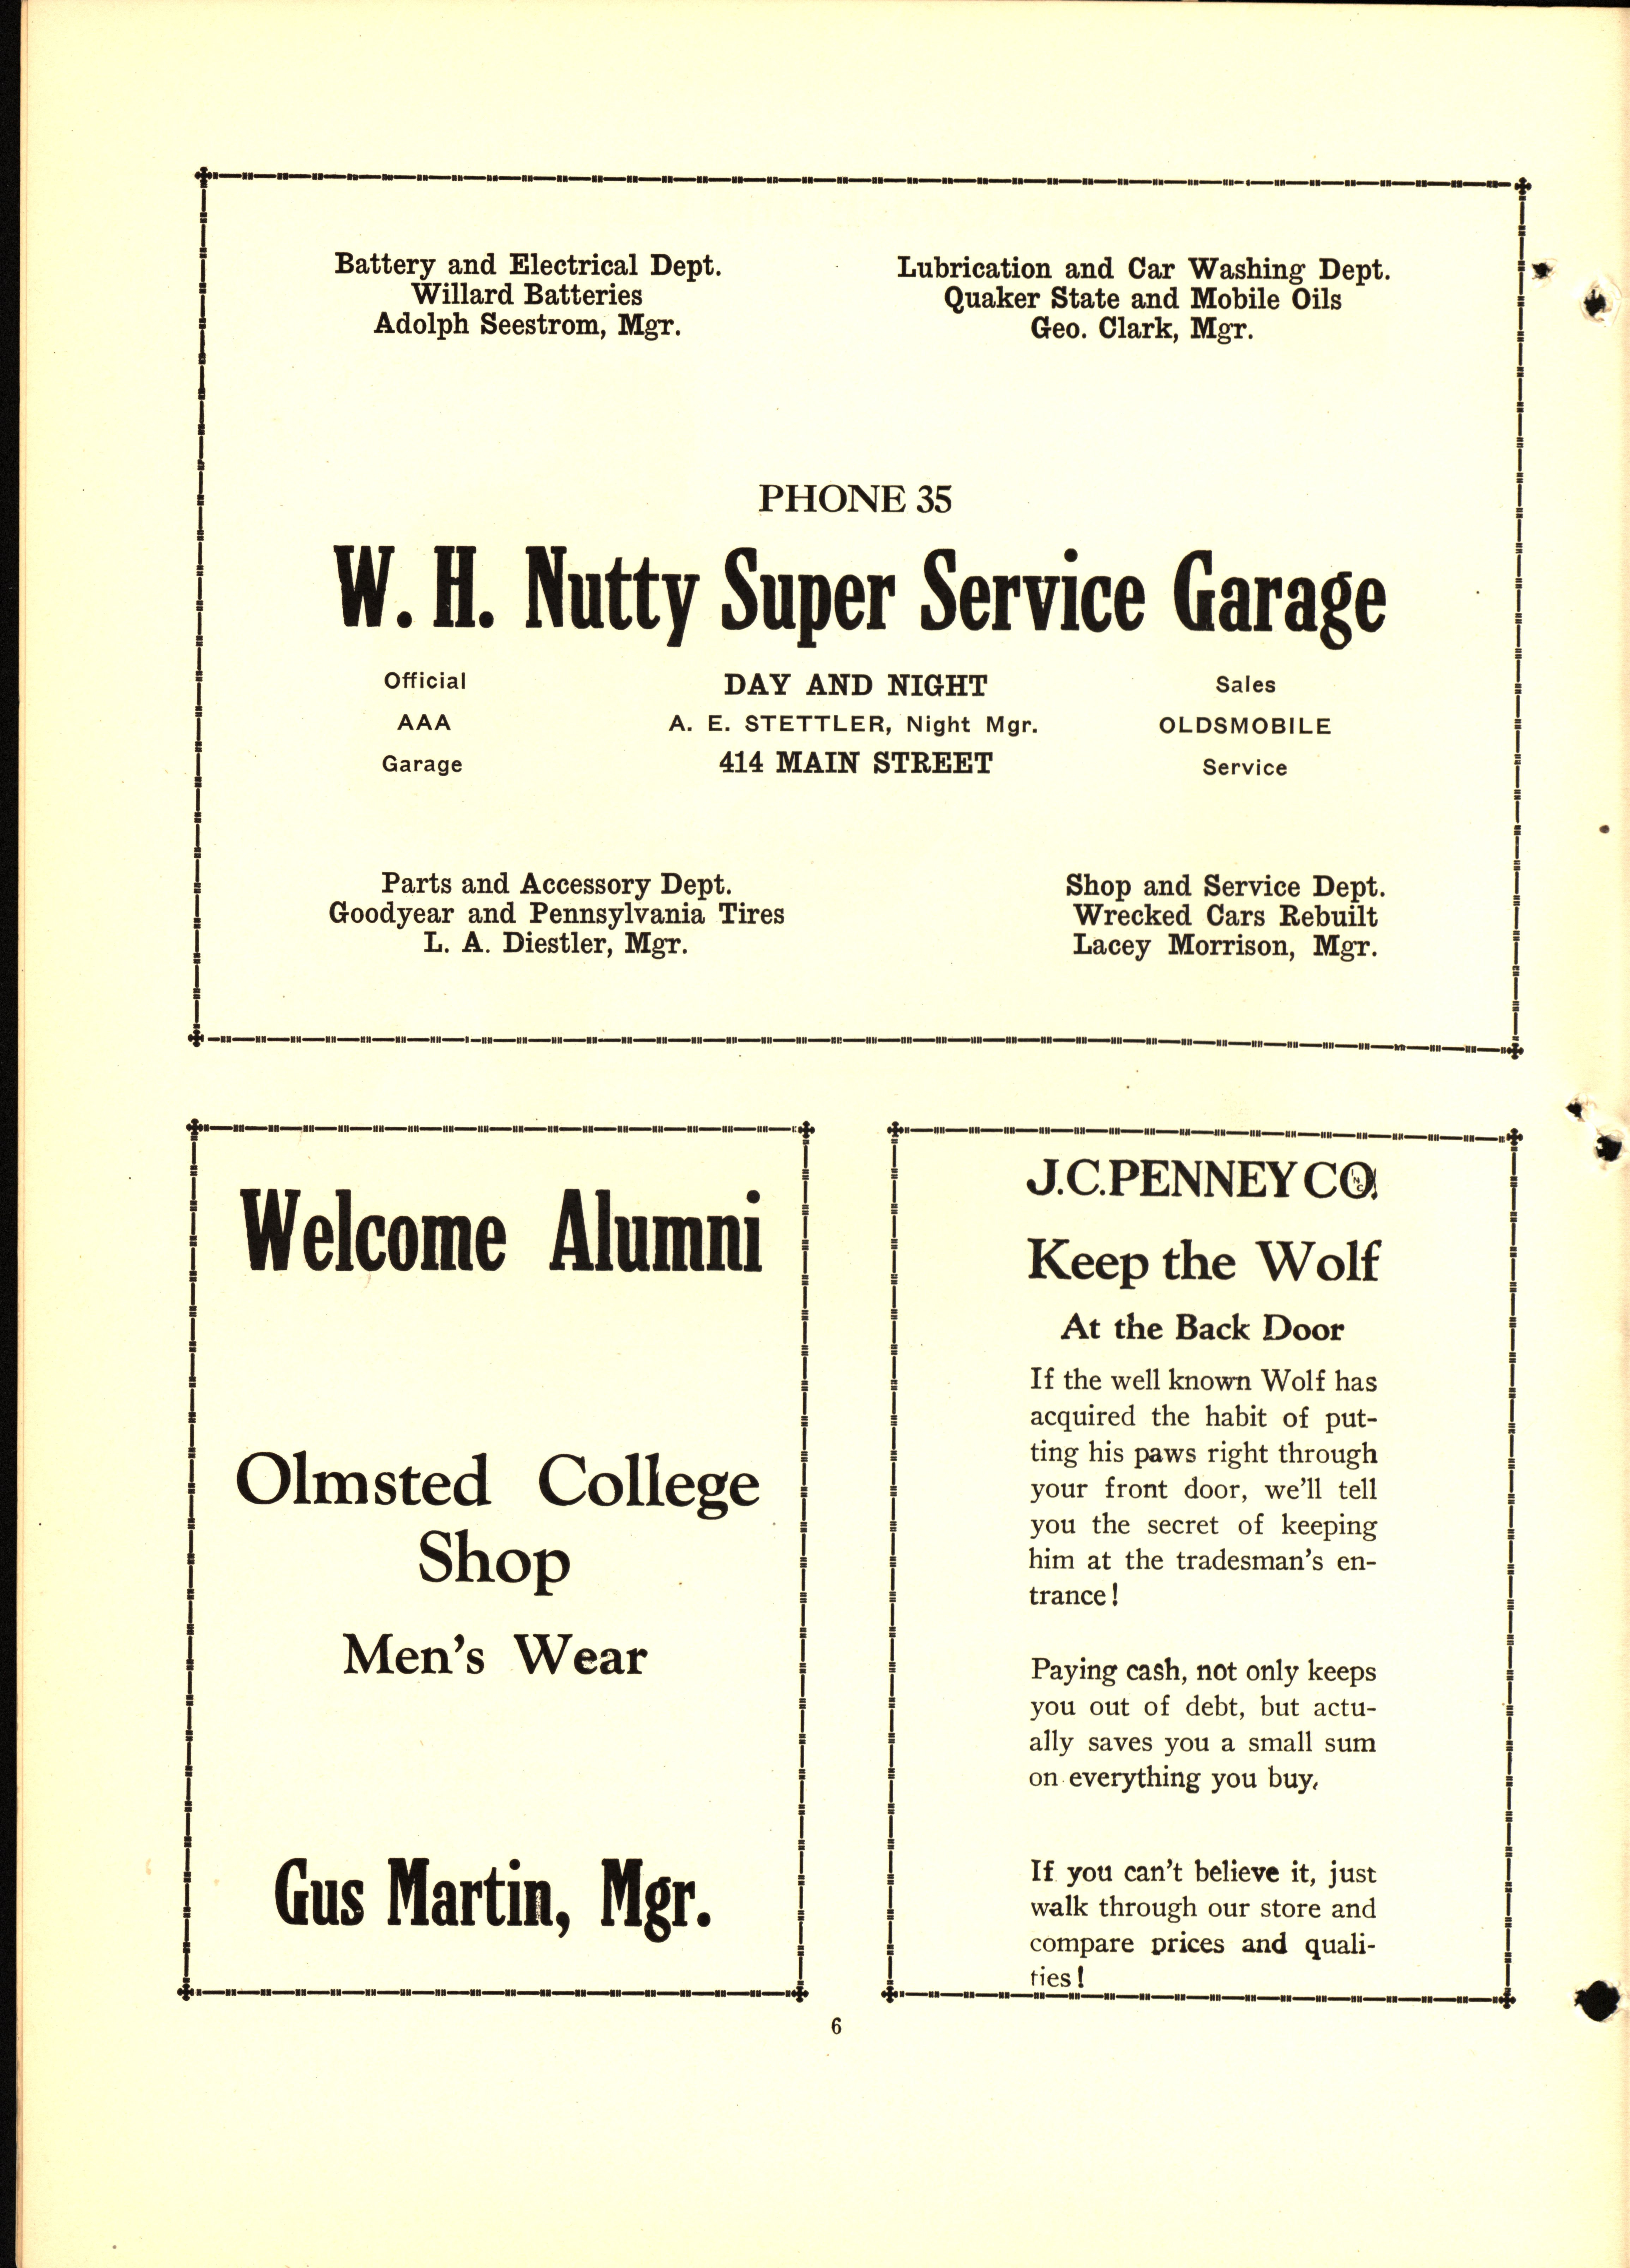 Battery and Electrical Dept.
Willard Batteries
Adolph Seestrom, Mgr.
Lubrication and Car Washing Dept.
Quaker State and Mobile Oils
Geo. Clark, Mgr.
PHONE 35
W. H. Nutty Super Service Garage
Official
AAA
Garage
DAY AND NIGHT
A. E. STETTLER, Night Mgr.
414 MAIN STREET
Sales
OLDSMOBILE
Service
Parts and Accessory Dept.
Goodyear and Pennsylvania Tires
L. A. Diestler, Mgr.
Shop and Service Dept.
Wrecked Cars Rebuilt
Lacey Morrison, Mgr.
Welcome Alumni
Olmsted College
Shop
Men's Wear
Gus Martin, Mgr.
J.C.PENNEY CO. INC.
Keep the Wolf
At the Back Door
If the well known Wolf has
acquired the habit of put-
ting his paws right through
your front door, we'll tell
you the secret of keeping
him at the tradesman's en-
trance!
Paying cash, not only keeps
you out of debt, but actu-
ally saves you a small sum
on everything you buy.
If you can't believe it, just
walk through our store and
compare prices and quali-
ties!
6